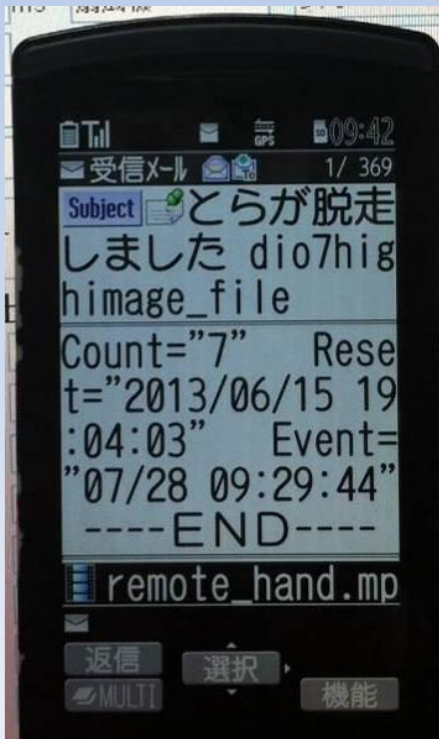 09:42
受信メール 1/ 369
Subject とらが脱走
しました dio7hig
himage_file
Count="7" Rese
t="2013/06/15 19
:04:03" Event=
"07/28 09:29:44"
----END----
remote_hand.mp
返信 選択
MULTI 機能